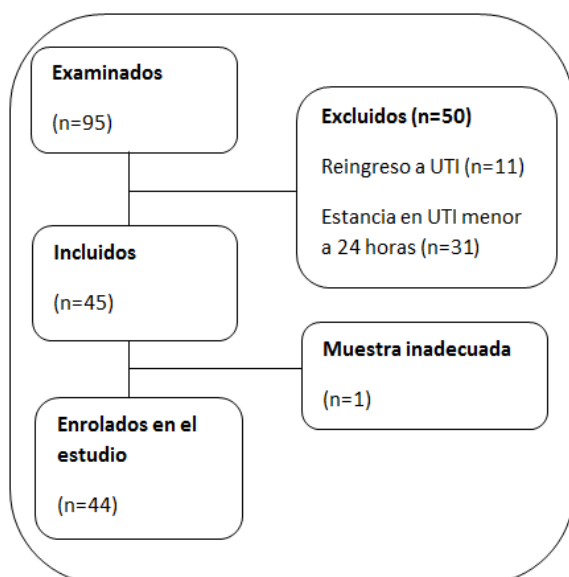 Examinados
(n=95)
Excluidos (n=50)
Reingreso a UTI (n=11)
Estancia en UTI menor
a 24 horas (n=31)
Incluidos
(n=45)
Muestra inadecuada
(n=1)
Enrolados en el
estudio
(n=44)